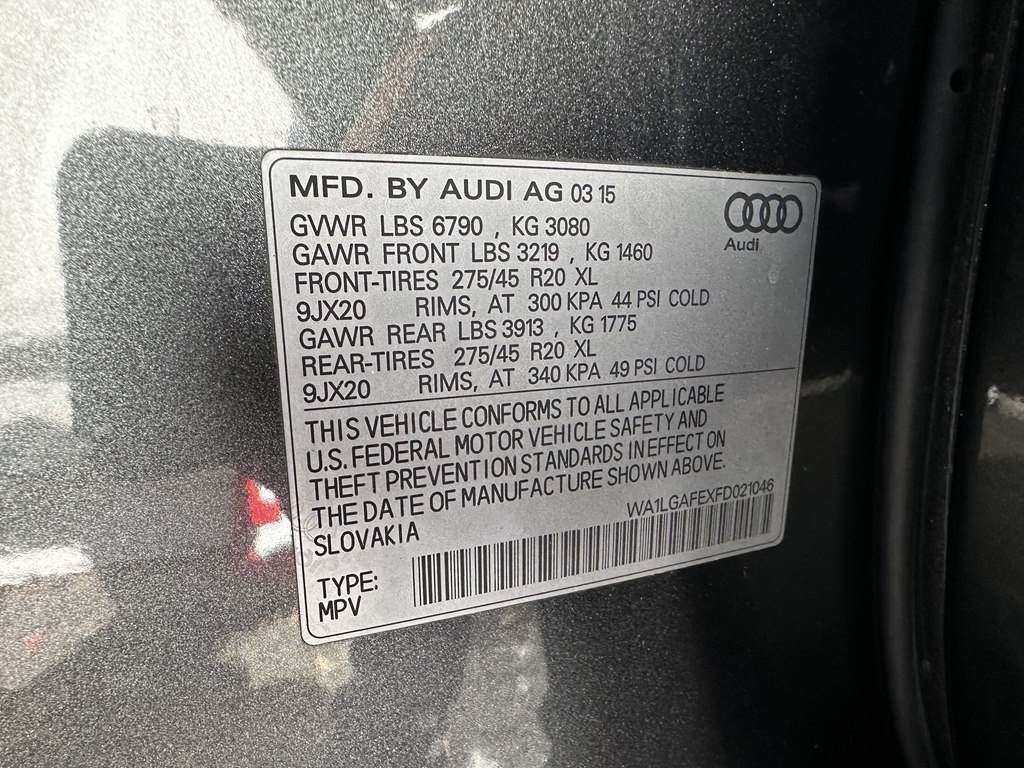 MFD. BY AUDI AG 03 15
Audi
GVWR LBS 6790 , KG 3080
GAWR FRONT LBS 3219 , KG 1460
FRONT-TIRES 275/45 R20 XL
9JX20 RIMS, AT 300 KPA 44 PSI COLD
GAWR REAR LBS 3913 , KG 1775
REAR-TIRES 275/45 R20 XL
9JX20 RIMS, AT 340 KPA 49 PSI COLD
THIS VEHICLE CONFORMS TO ALL APPLICABLE
U.S. FEDERAL MOTOR VEHICLE SAFETY AND
THEFT PREVENTION STANDARDS IN EFFECT ON
THE DATE OF MANUFACTURE SHOWN ABOVE.
SLOVAKIA WA1LGAFEXFD021046
TYPE:
MPV